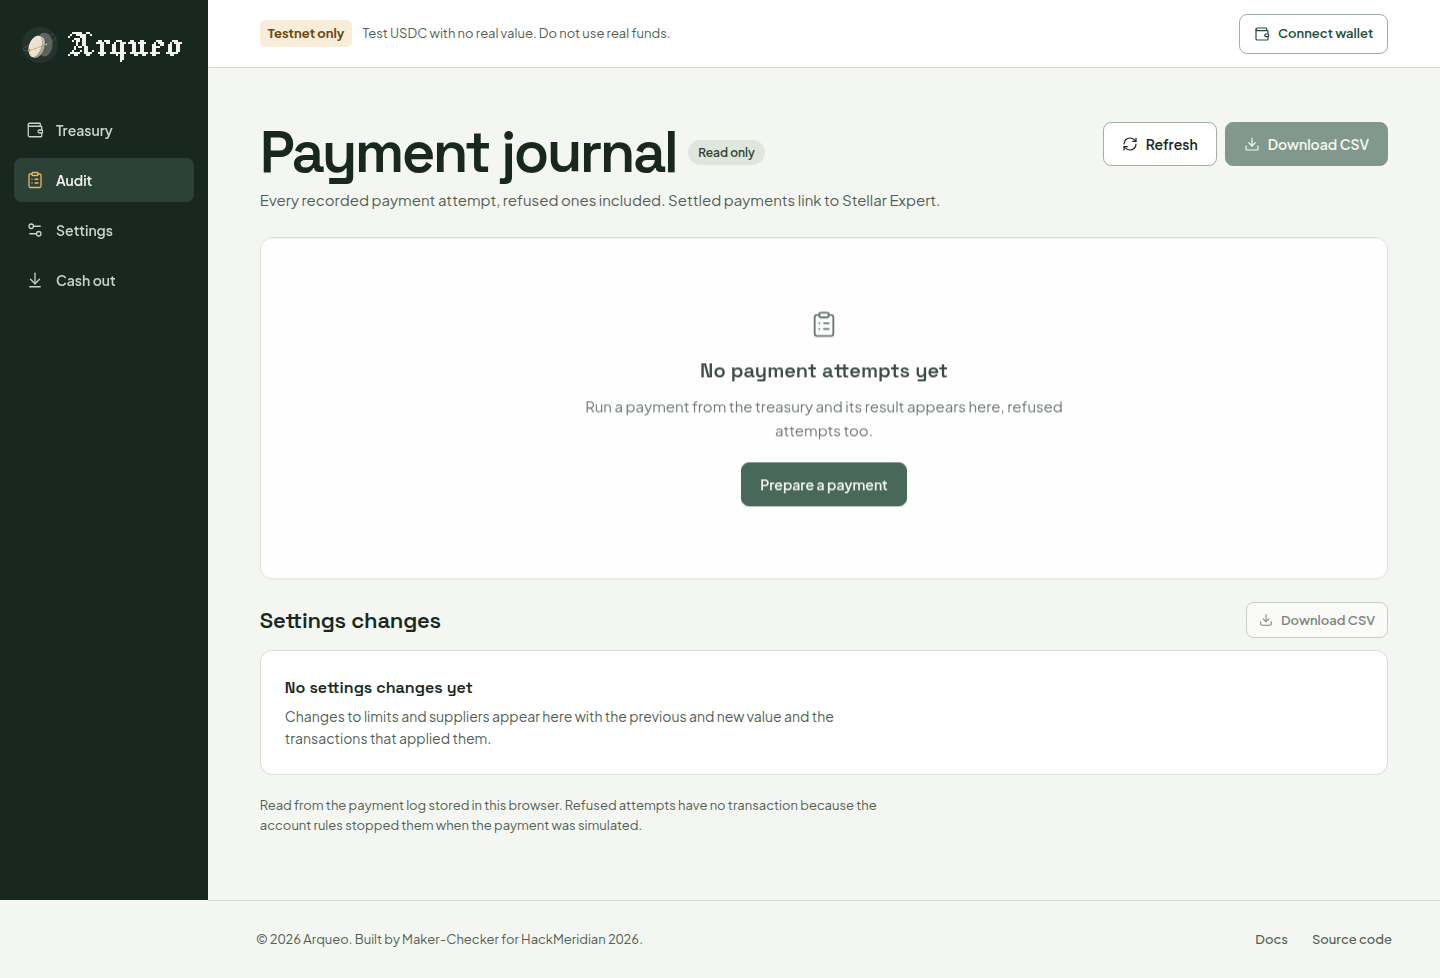 Arqueo
Testnet only
Test USDC with no real value. Do not use real funds.
Connect wallet
Treasury
Audit
Settings
Cash out
Payment journal
Read only
Refresh
Download CSV
Every recorded payment attempt, refused ones included. Settled payments link to Stellar Expert.
No payment attempts yet
Run a payment from the treasury and its result appears here, refused
attempts too.
Prepare a payment
Settings changes
Download CSV
No settings changes yet
Changes to limits and suppliers appear here with the previous and new value and the
transactions that applied them.
Read from the payment log stored in this browser. Refused attempts have no transaction because the
account rules stopped them when the payment was simulated.
© 2026 Arqueo. Built by Maker-Checker for HackMeridian 2026.
Docs
Source code